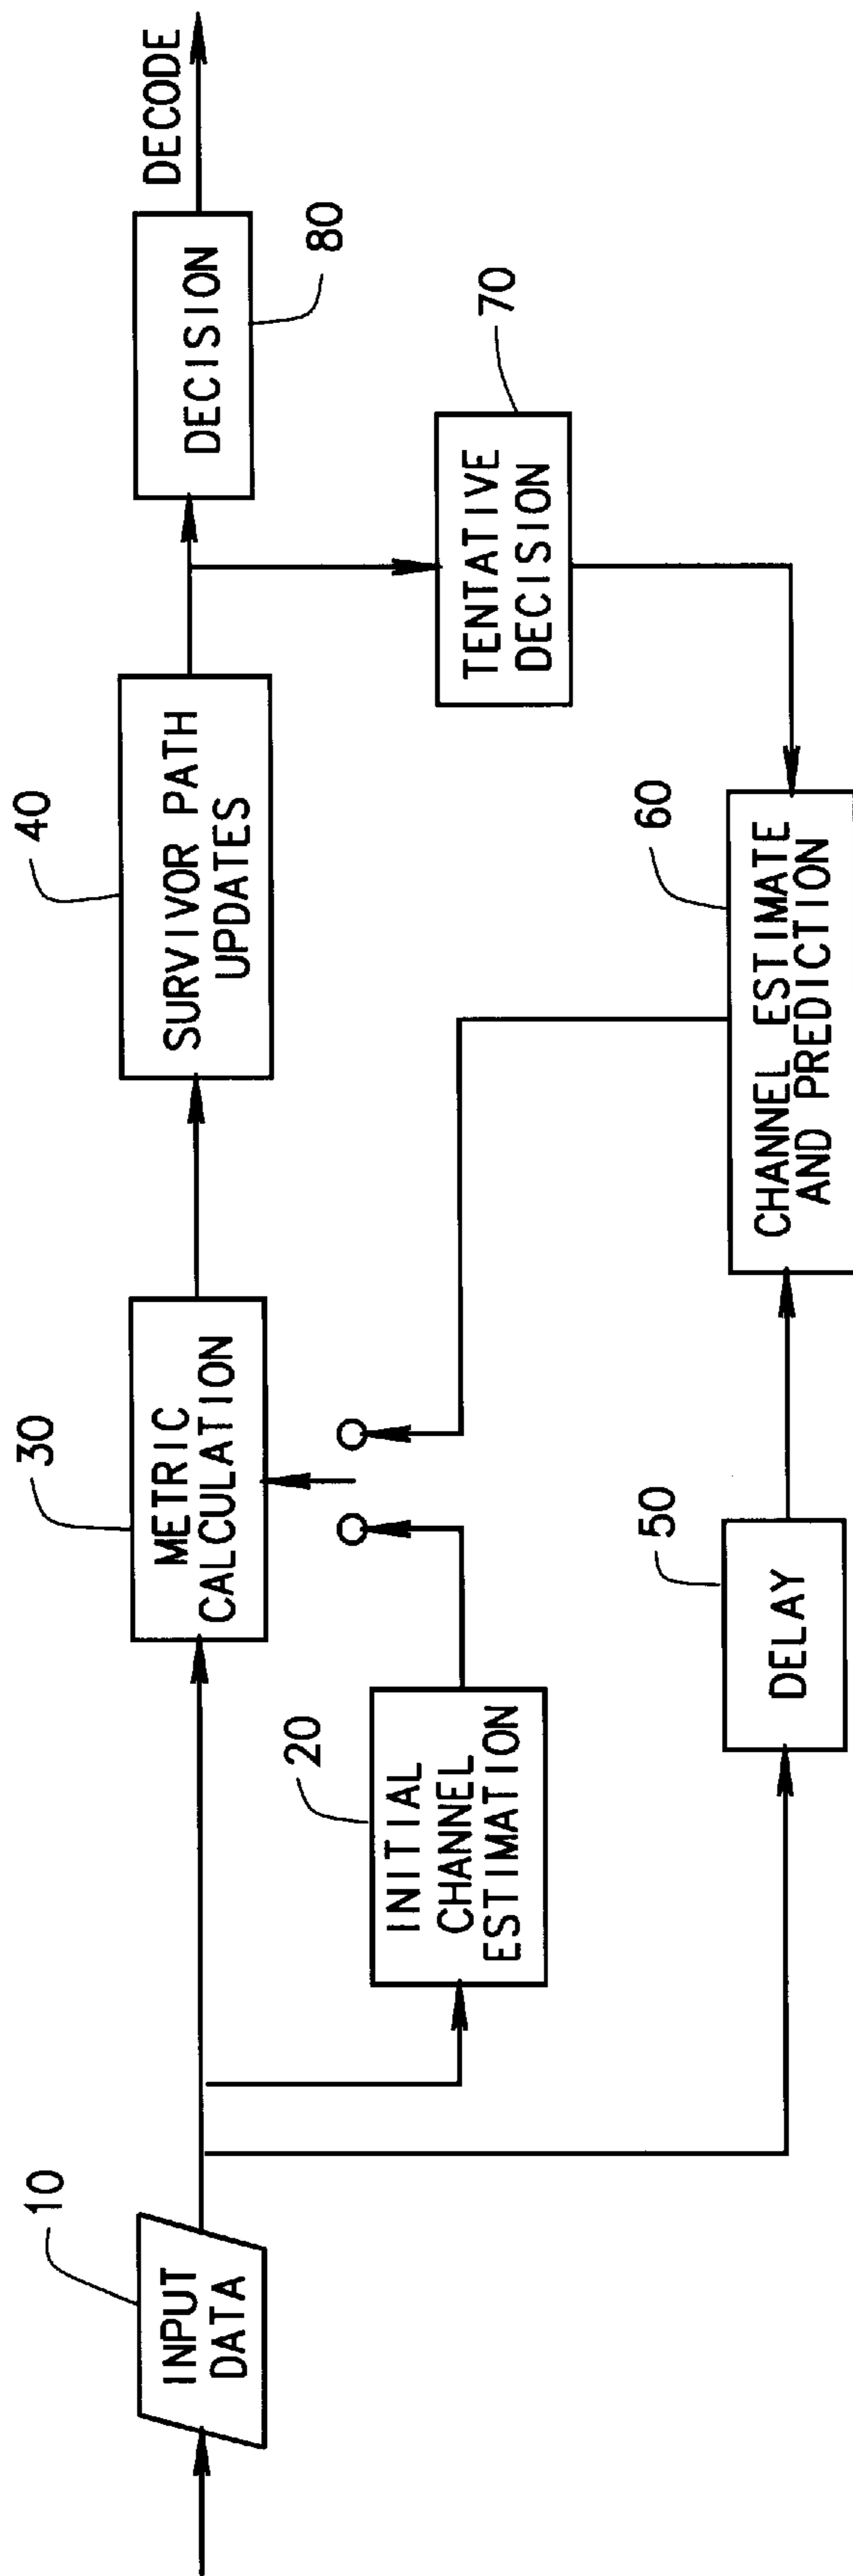 10
INPUT
DATA
20
INITIAL
CHANNEL
ESTIMATION
30
METRIC
CALCULATION
40
SURVIVOR PATH
UPDATES
50
DELAY
60
CHANNEL ESTIMATE
AND PREDICTION
70
TENTATIVE
DECISION
80
DECISION
DECODE